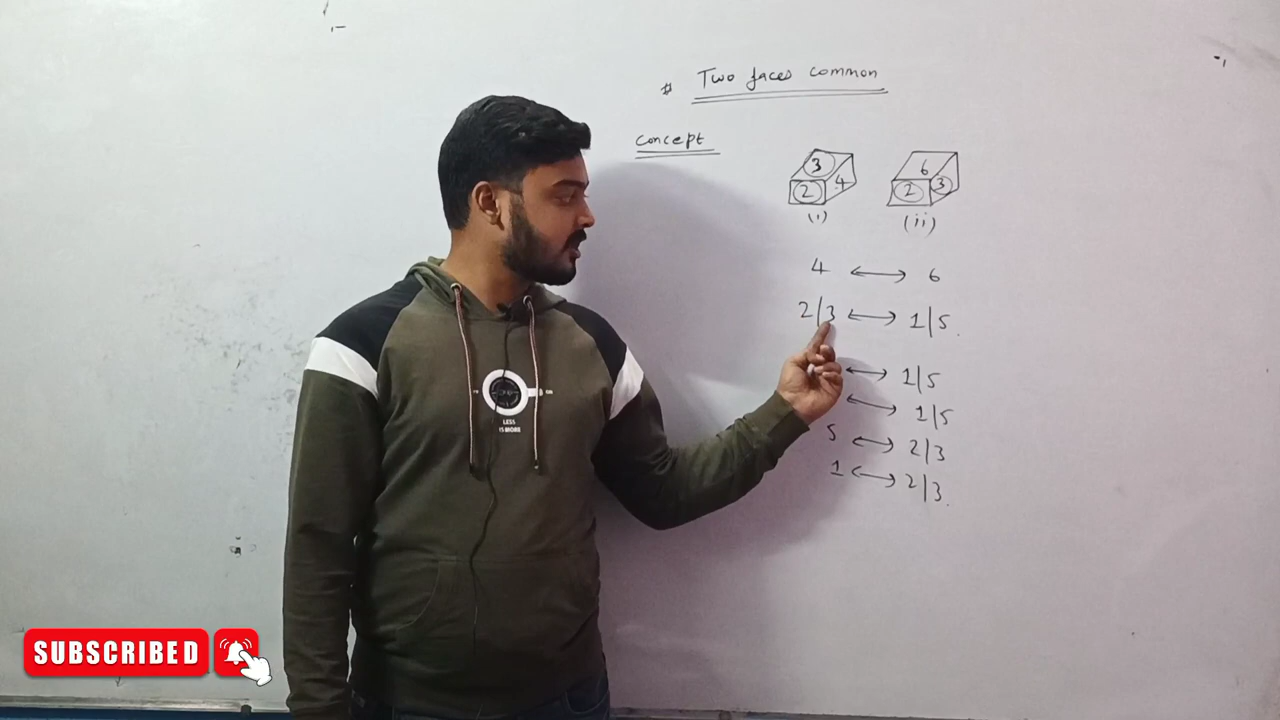 # Two faces common
Concept
3 6
2 4 2 3
(i) (ii)
4 ↔ 6
2|3 ↔ 1|5.
↔ 1|5
↔ 1|5
5 ↔ 2|3
1 ↔ 2|3.
LESS
IS MORE
SUBSCRIBED